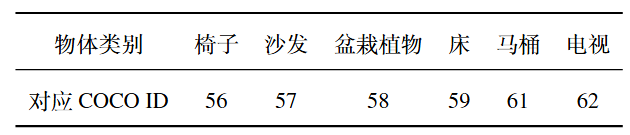 物体类别 椅子 沙发 盆栽植物 床 马桶 电视
对应 COCO ID 56 57 58 59 61 62